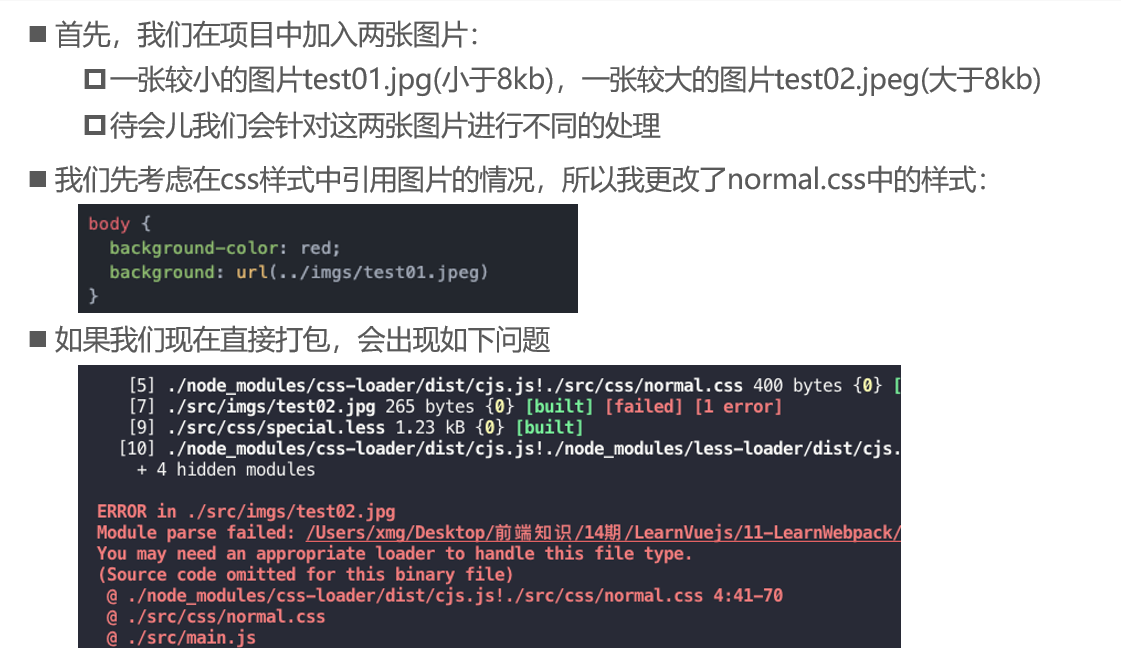 首先，我们在项目中加入两张图片：
一张较小的图片test01.jpg(小于8kb)，一张较大的图片test02.jpeg(大于8kb)
待会儿我们会针对这两张图片进行不同的处理
我们先考虑在css样式中引用图片的情况，所以我更改了normal.css中的样式：
body {
  background-color: red;
  background: url(../imgs/test01.jpeg)
}
如果我们现在直接打包，会出现如下问题
[5] ./node_modules/css-loader/dist/cjs.js!./src/css/normal.css 400 bytes {0} [
[7] ./src/imgs/test02.jpg 265 bytes {0} [built] [failed] [1 error]
[9] ./src/css/special.less 1.23 kB {0} [built]
[10] ./node_modules/css-loader/dist/cjs.js!./node_modules/less-loader/dist/cjs.
+ 4 hidden modules
ERROR in ./src/imgs/test02.jpg
Module parse failed: /Users/xmg/Desktop/前端知识/14期/LearnVuejs/11-LearnWebpack/
You may need an appropriate loader to handle this file type.
(Source code omitted for this binary file)
@ ./node_modules/css-loader/dist/cjs.js!./src/css/normal.css 4:41-70
@ ./src/css/normal.css
@ ./src/main.js